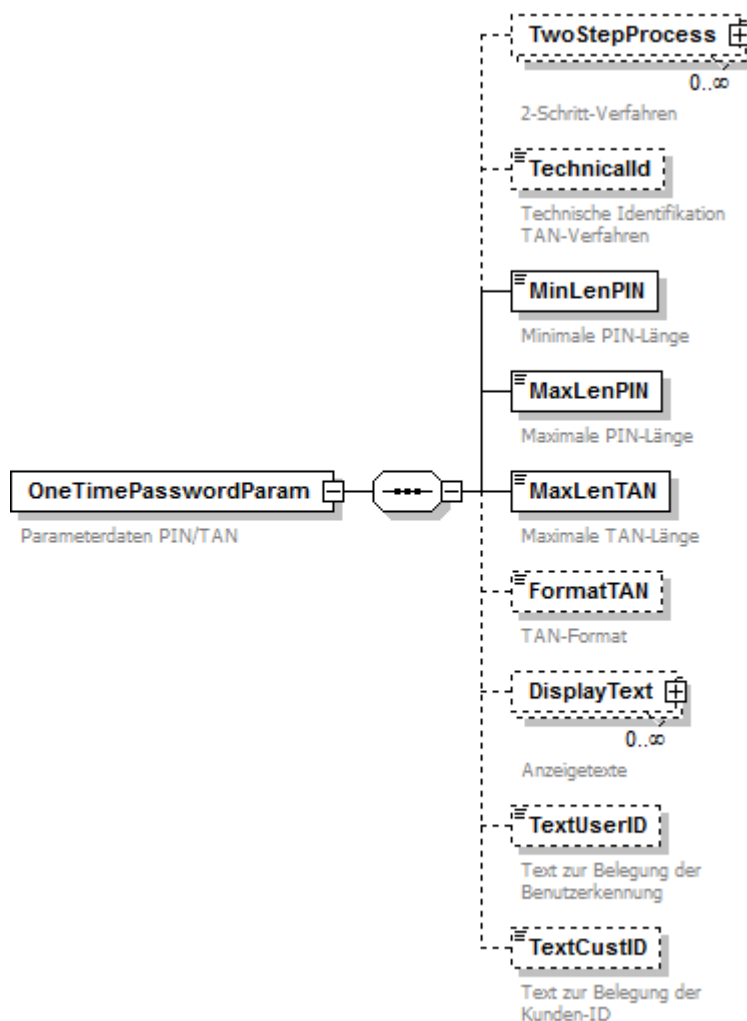 TwoStepProcess
0..∞
2-Schritt-Verfahren
TechnicalId
Technische Identifikation
TAN-Verfahren
MinLenPIN
Minimale PIN-Länge
MaxLenPIN
Maximale PIN-Länge
OneTimePasswordParam
Parameterdaten PIN/TAN
MaxLenTAN
Maximale TAN-Länge
FormatTAN
TAN-Format
DisplayText
0..∞
Anzeigetexte
TextUserID
Text zur Belegung der
Benutzerkennung
TextCustID
Text zur Belegung der
Kunden-ID